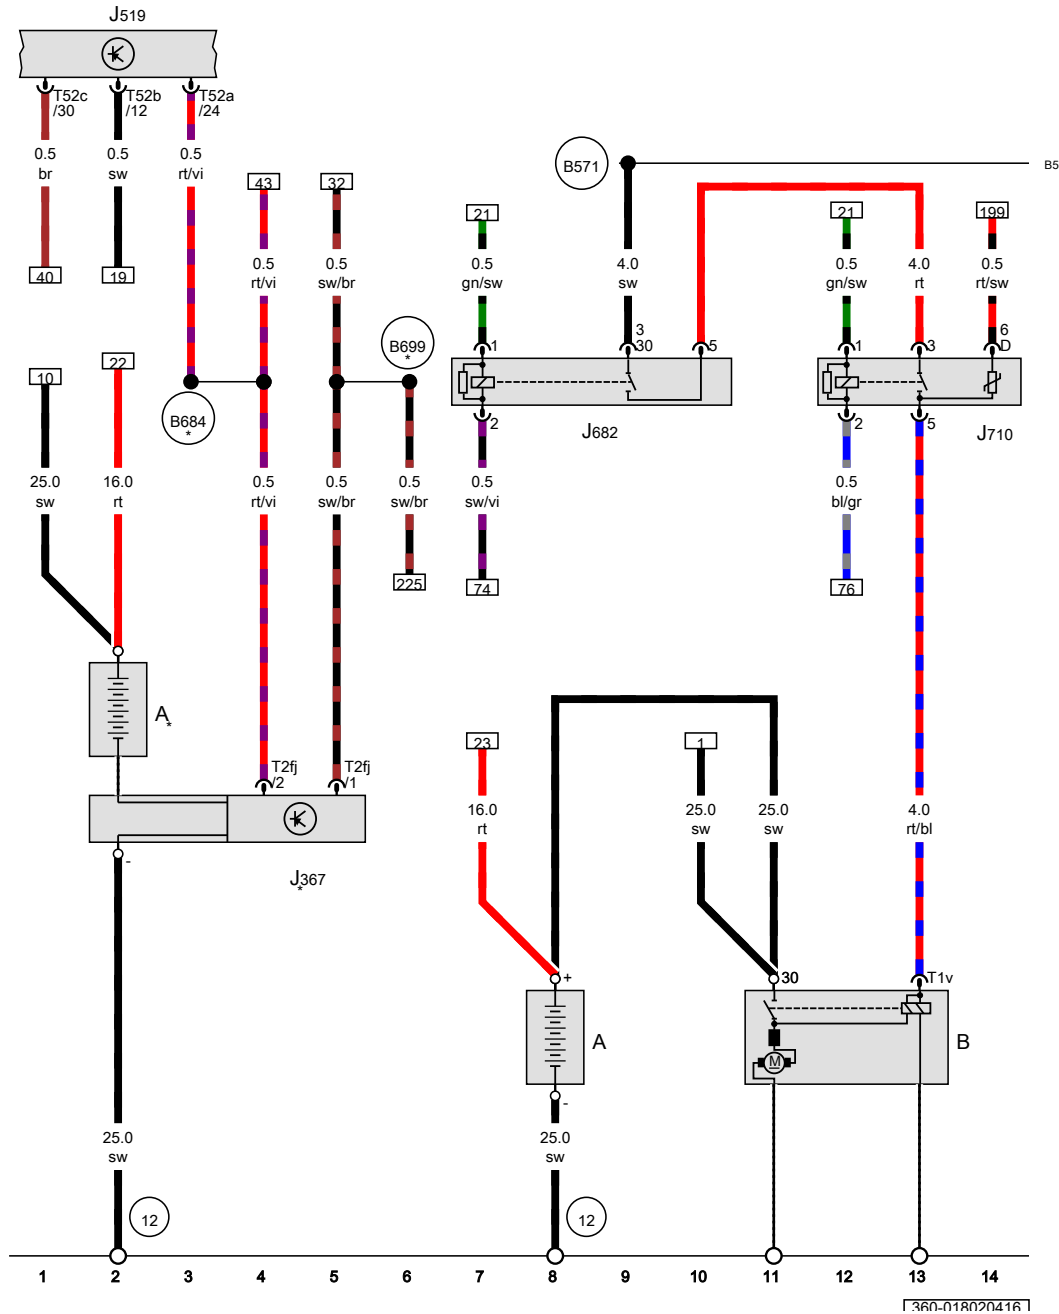 J519
T52c
/30
T52b
/12
T52a
/24
0.5
br
0.5
sw
0.5
rt/vi
B571
B5
43
32
21
21
199
40
19
0.5
rt/vi
0.5
sw/br
0.5
gn/sw
4.0
sw
0.5
gn/sw
4.0
rt
0.5
rt/sw
B699
*
3
6
1
30
5
1
3
D
10
22
B684
*
2
J682
2
5
J710
25.0
sw
16.0
rt
0.5
rt/vi
0.5
sw/br
0.5
sw/br
0.5
sw/vi
0.5
bl/gr
225
74
76
A*
23
1
T2fj
/2
T2fj
/1
16.0
rt
25.0
sw
25.0
sw
4.0
rt/bl
-
J*367
+
30
T1v
A
M
B
-
25.0
sw
25.0
sw
12
12
1 2 3 4 5 6 7 8 9 10 11 12 13 14
360-018020416